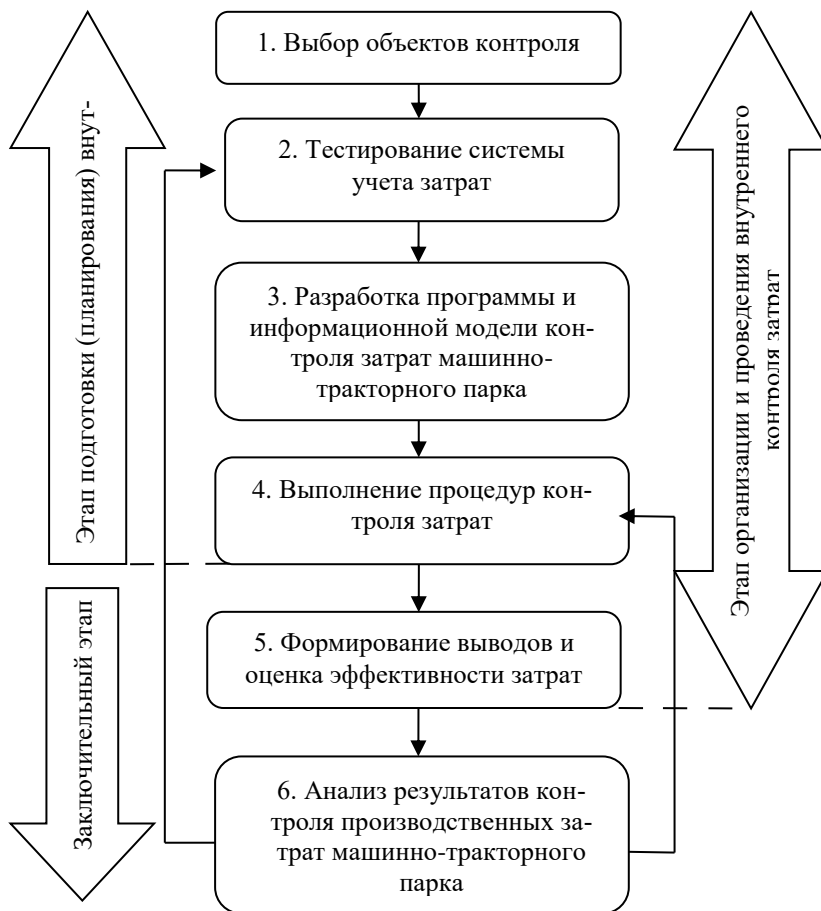 1. Выбор объектов контроля
2. Тестирование системы
учета затрат
3. Разработка программы и
информационной модели кон-
троля затрат машинно-
тракторного парка
4. Выполнение процедур кон-
троля затрат
5. Формирование выводов и
оценка эффективности затрат
6. Анализ результатов кон-
троля производственных за-
трат машинно-тракторного
парка
Этап подготовки (планирования) внут-
Заключительный этап
Этап организации и проведения внутреннего
контроля затрат